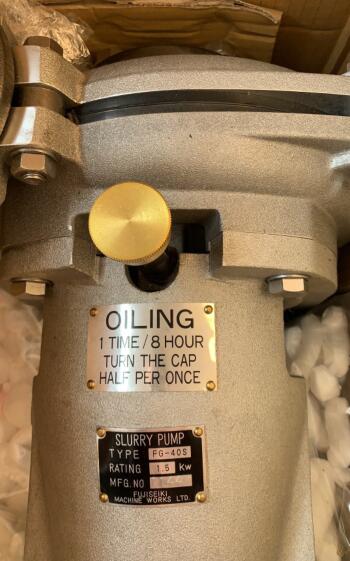 OILING
1 TIME / 8 HOUR
TURN THE CAP
HALF PER ONCE
SLURRY PUMP
TYPE FG-40S
RATING 1.5 kw
MFG.NO
FUJISEIKI
MACHINE WORKS LTD.